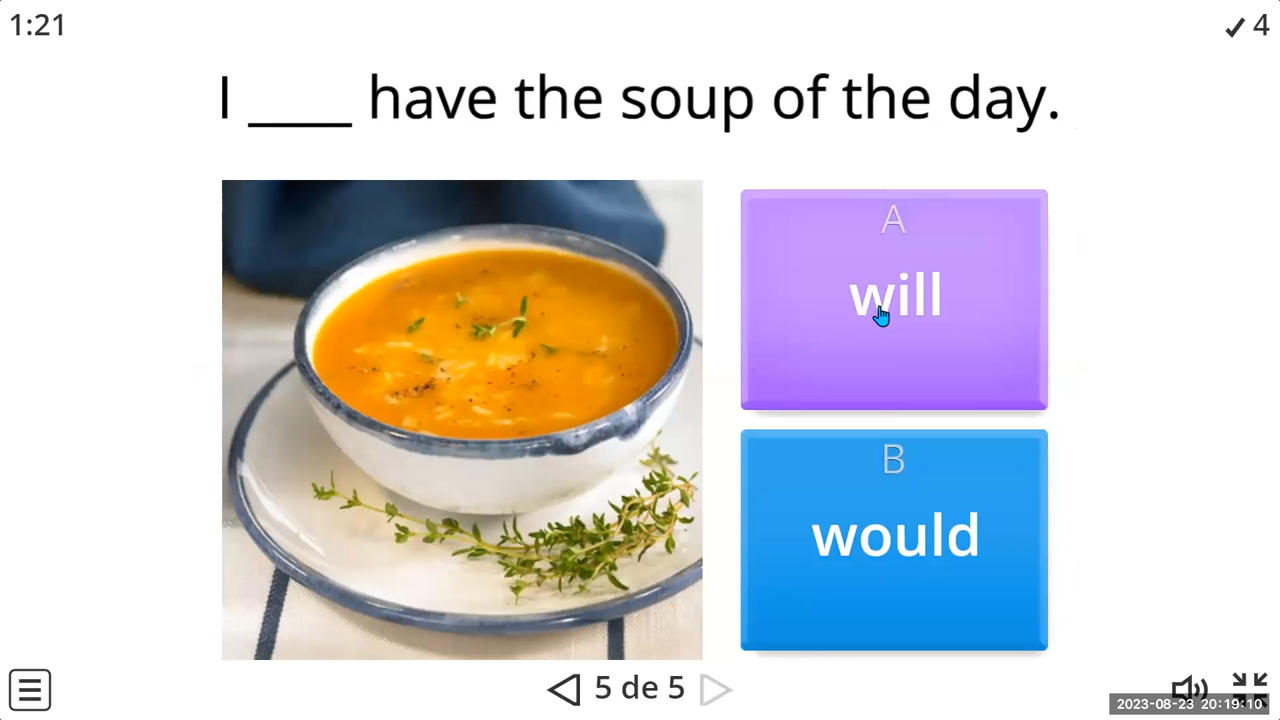 1:21
✓ 4
I ____ have the soup of the day.
A
will
B
would
5 de 5
2023-08-23 20:19:10